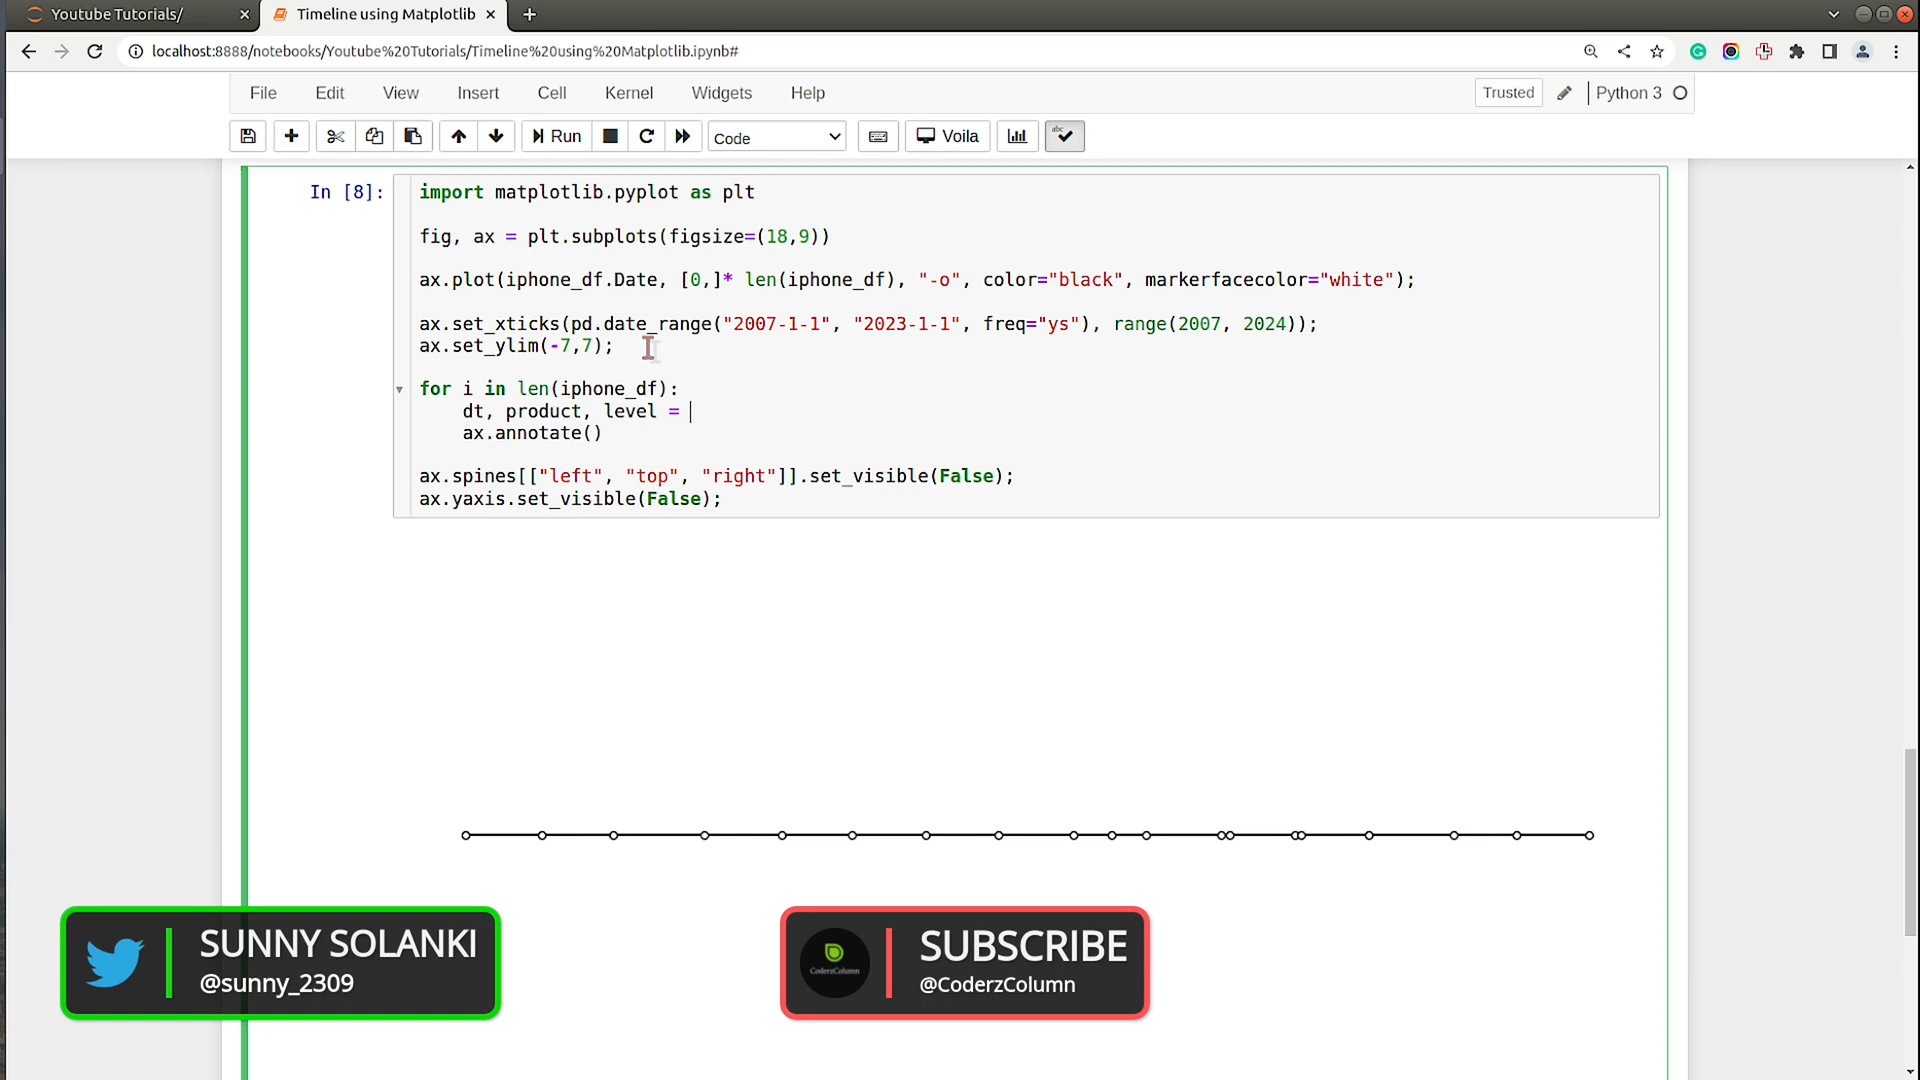 Youtube Tutorials/
Timeline using Matplotlib
localhost:8888/notebooks/Youtube%20Tutorials/Timeline%20using%20Matplotlib.ipynb#
File Edit View Insert Cell Kernel Widgets Help
Trusted
Python 3
Run
Code
Voila
abc
In [8]:
import matplotlib.pyplot as plt
fig, ax = plt.subplots(figsize=(18,9))
ax.plot(iphone_df.Date, [0,]* len(iphone_df), "-o", color="black", markerfacecolor="white");
ax.set_xticks(pd.date_range("2007-1-1", "2023-1-1", freq="ys"), range(2007, 2024));
ax.set_ylim(-7,7);
for i in len(iphone_df):
    dt, product, level =
    ax.annotate()
ax.spines[["left", "top", "right"]].set_visible(False);
ax.yaxis.set_visible(False);
SUNNY SOLANKI
@sunny_2309
CoderzColumn
SUBSCRIBE
@CoderzColumn